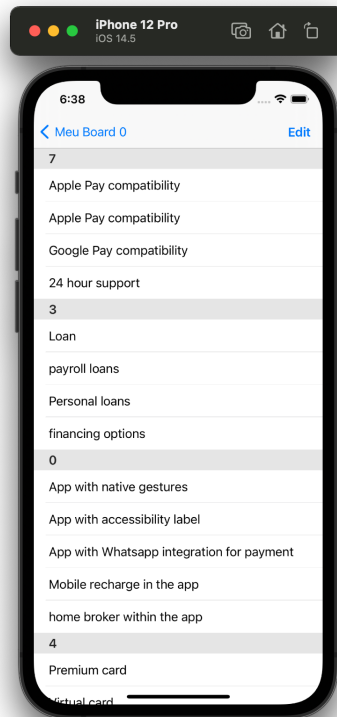 iPhone 12 Pro
iOS 14.5
6:38
Meu Board 0 Edit
7
Apple Pay compatibility
Apple Pay compatibility
Google Pay compatibility
24 hour support
3
Loan
payroll loans
Personal loans
financing options
0
App with native gestures
App with accessibility label
App with Whatsapp integration for payment
Mobile recharge in the app
home broker within the app
4
Premium card
Virtual card